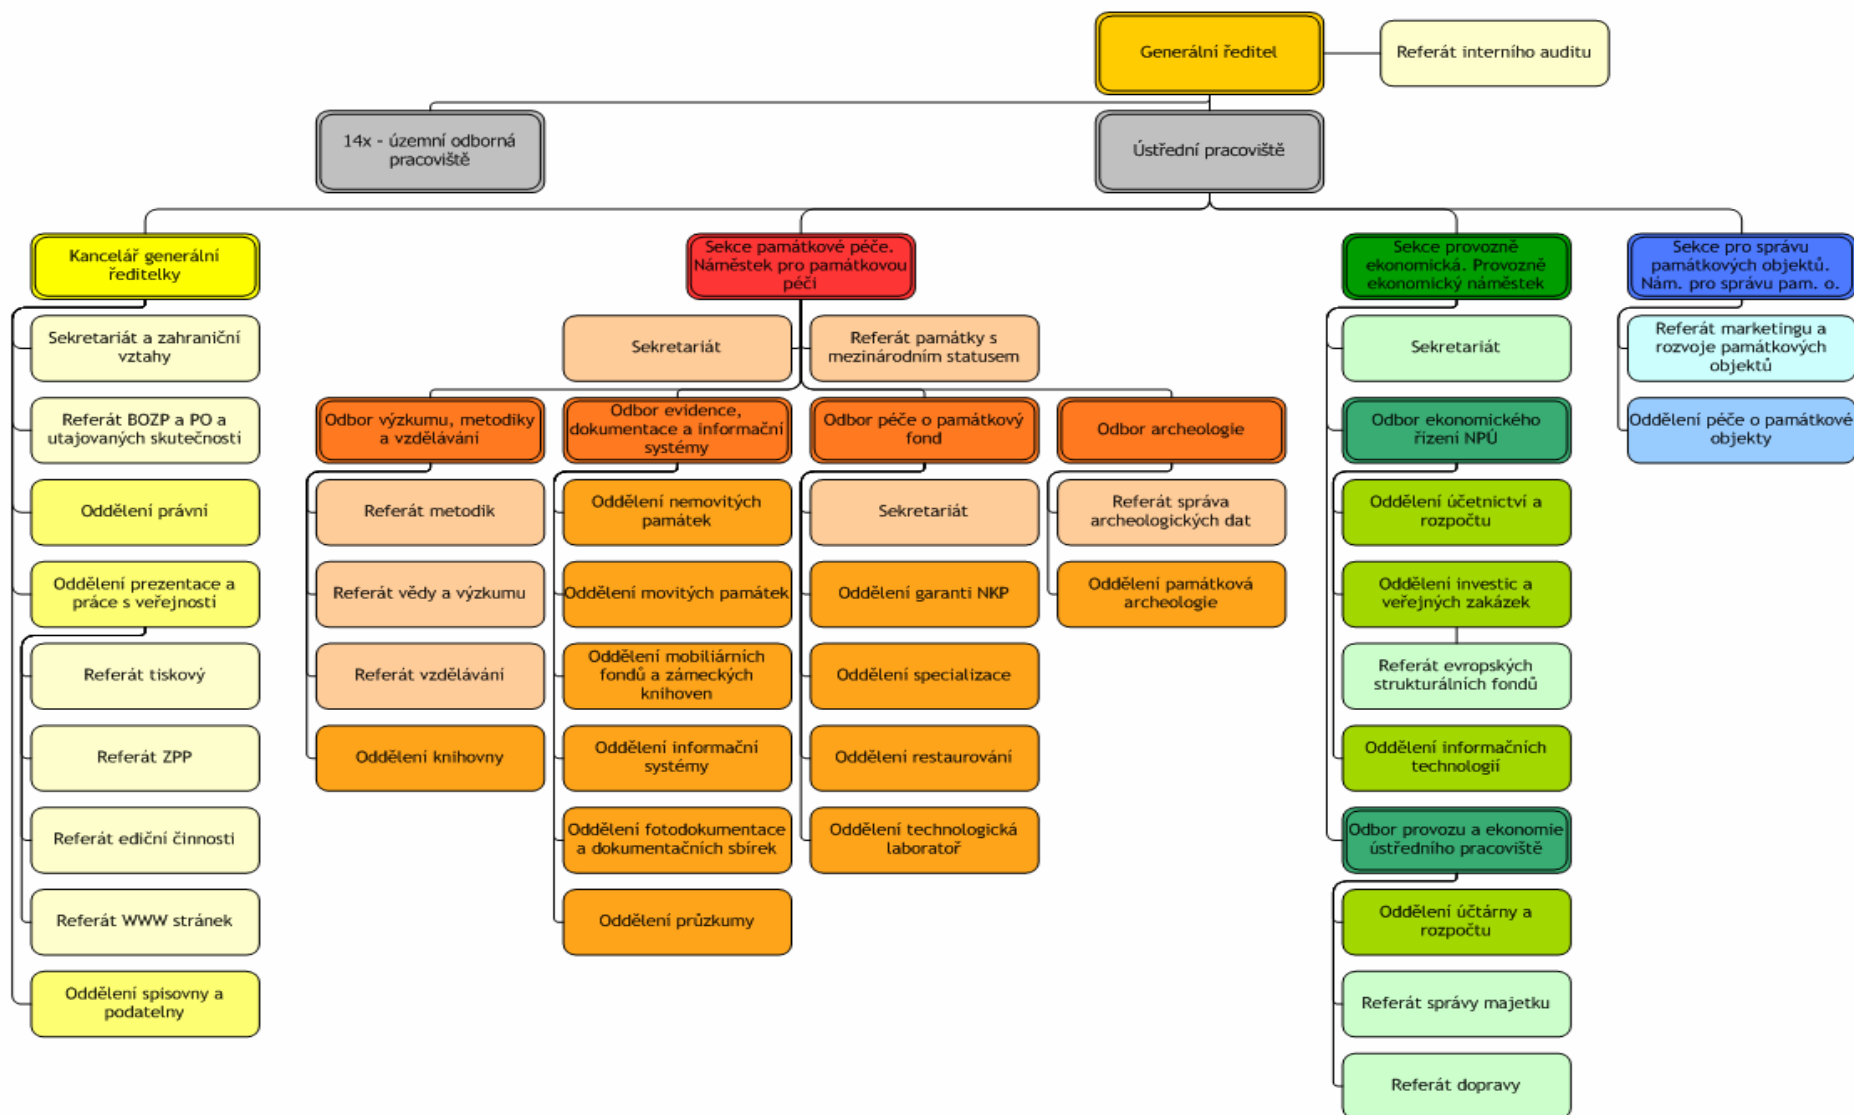 Generální ředitel
Referát interního auditu
14x - územní odborná
pracoviště
Ústřední pracoviště
Kancelář generální
ředitelky
Sekce památkové péče.
Náměstek pro památkovou
péči
Sekce provozně
ekonomická. Provozně
ekonomický náměstek
Sekce pro správu
památkových objektů.
Nám. pro správu pam. o.
Sekretariát a zahraniční
vztahy
Referát BOZP a PO a
utajovaných skutečností
Oddělení právní
Oddělení prezentace a
práce s veřejností
Referát tiskový
Referát ZPP
Referát ediční činnosti
Referát WWW stránek
Oddělení spisovny a
podatelny
Sekretariát
Referát památky s
mezinárodním statusem
Odbor výzkumu, metodiky
a vzdělávání
Referát metodik
Referát vědy a výzkumu
Referát vzdělávání
Oddělení knihovny
Odbor evidence,
dokumentace a informační
systémy
Oddělení nemovitých
památek
Oddělení movitých památek
Oddělení mobiliárních
fondů a zámeckých
knihoven
Oddělení informační
systémy
Oddělení fotodokumentace
a dokumentačních sbírek
Oddělení průzkumy
Odbor péče o památkový
fond
Sekretariát
Oddělení garanti NKP
Oddělení specializace
Oddělení restaurování
Oddělení technologická
laboratoř
Odbor archeologie
Referát správa
archeologických dat
Oddělení památková
archeologie
Sekretariát
Odbor ekonomického
řízení NPÚ
Oddělení účetnictví a
rozpočtu
Oddělení investic a
veřejných zakázek
Referát evropských
strukturálních fondů
Oddělení informačních
technologií
Odbor provozu a ekonomie
ústředního pracoviště
Oddělení účtárny a
rozpočtu
Referát správy majetku
Referát dopravy
Referát marketingu a
rozvoje památkových
objektů
Oddělení péče o památkové
objekty